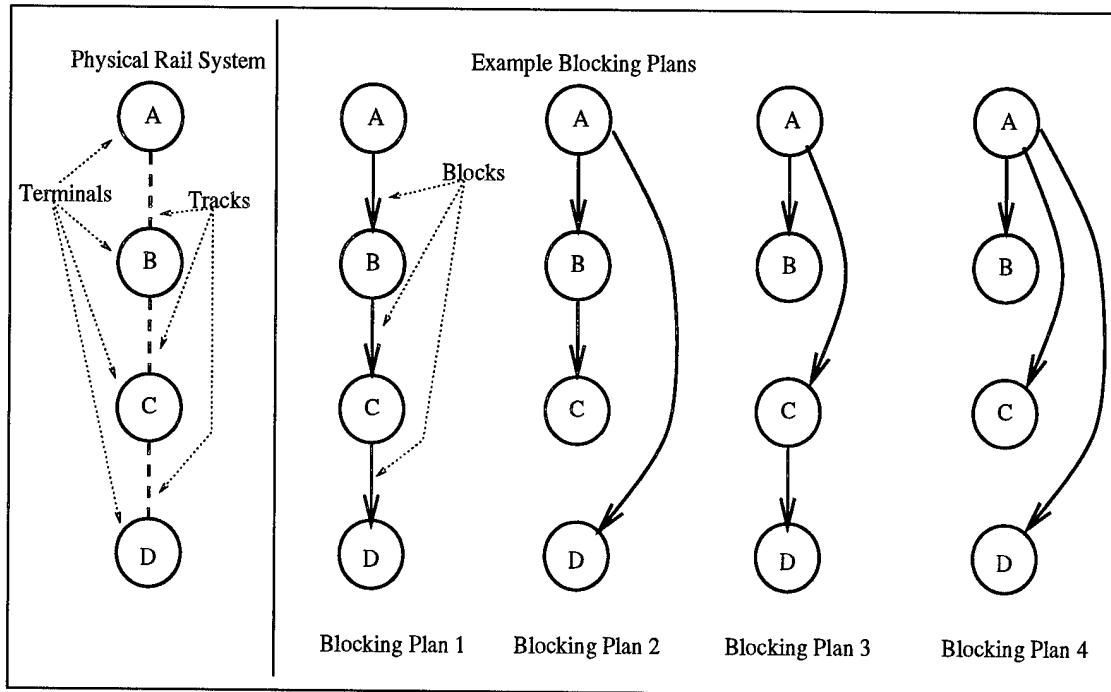 Physical Rail System
Example Blocking Plans
A
B
C
D
Terminals
Tracks
A
B
C
D
Blocks
A
B
C
D
A
B
C
D
A
B
C
D
Blocking Plan 1
Blocking Plan 2
Blocking Plan 3
Blocking Plan 4